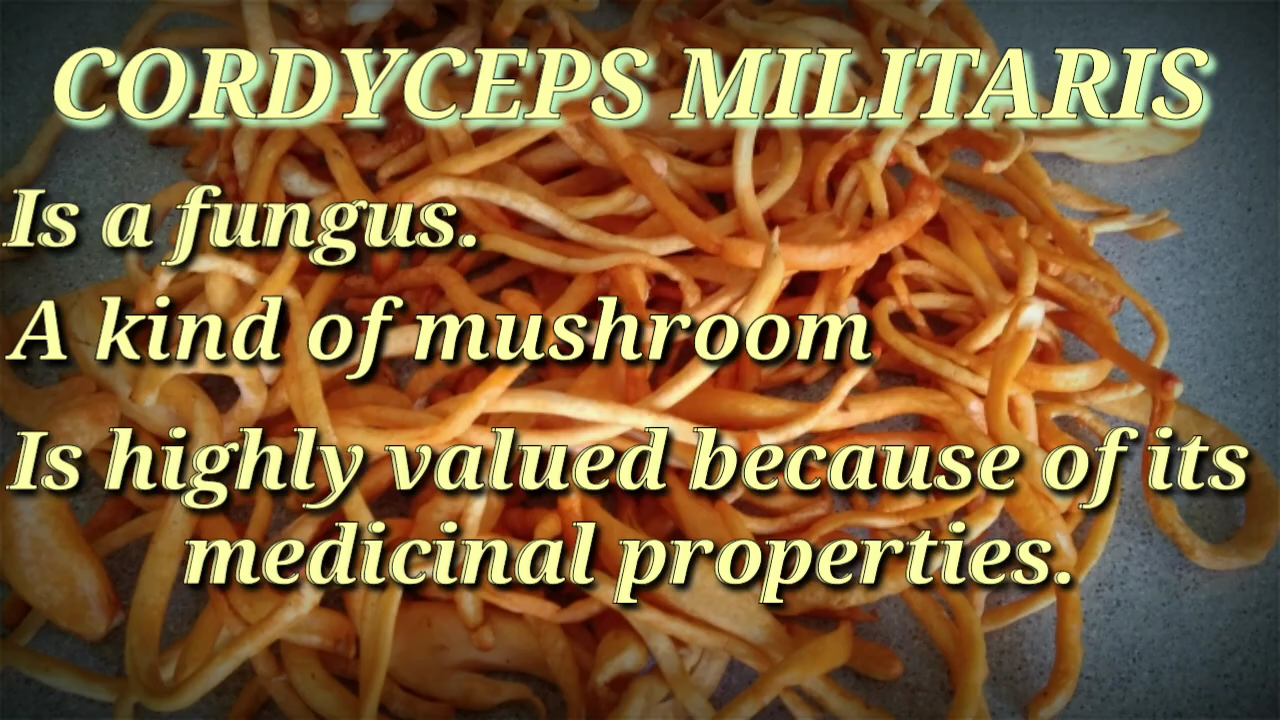 CORDYCEPS MILITARIS
Is a fungus.
A kind of mushroom
Is highly valued because of its
medicinal properties.